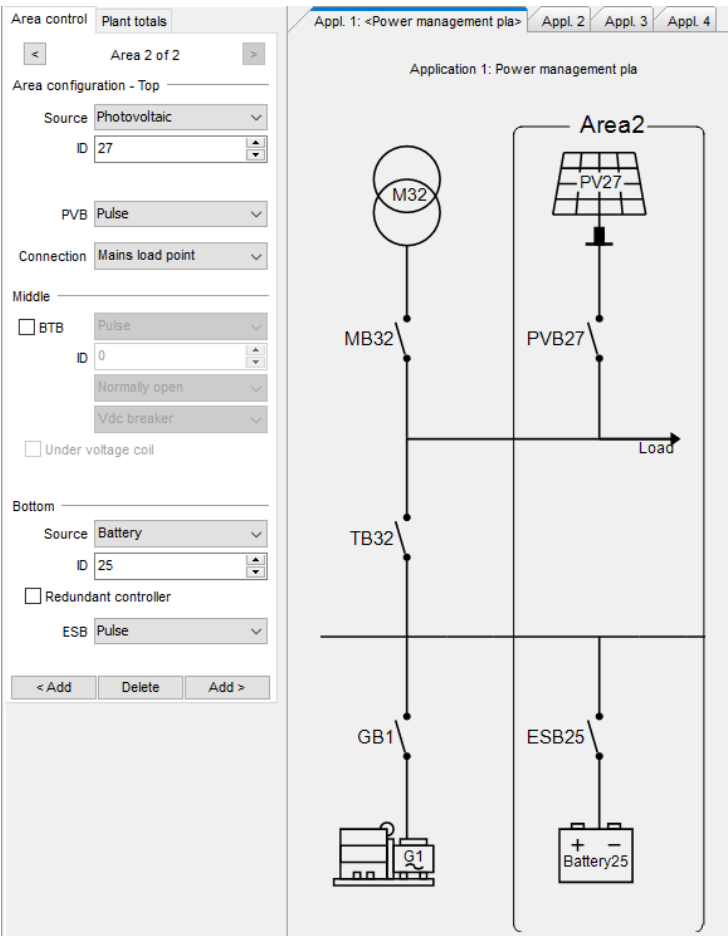 Area control Plant totals
< Area 2 of 2 >
Area configuration - Top
Source Photovoltaic
ID 27
PVB Pulse
Connection Mains load point
Middle
BTB Pulse
ID 0
Normally open
Vdc breaker
Under voltage coil
Bottom
Source Battery
ID 25
Redundant controller
ESB Pulse
< Add Delete Add >
Appl. 1: <Power management pla> Appl. 2 Appl. 3 Appl. 4
Application 1: Power management pla
Area2
M32
PV27
MB32
PVB27
Load
TB32
GB1
ESB25
G1
+ −
Battery25